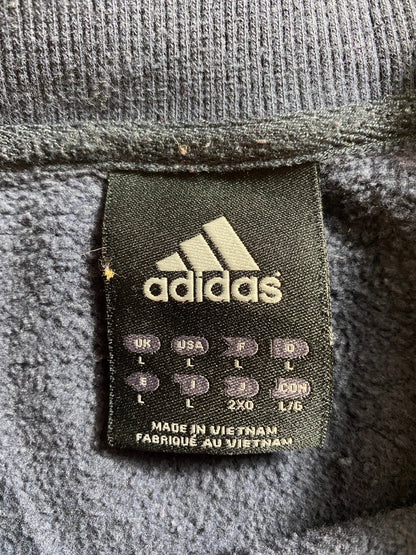 adidas
UK USA F D
L L L L
E I J CDN
L L 2XO L/G
MADE IN VIETNAM
FABRIQUÉ AU VIETNAM